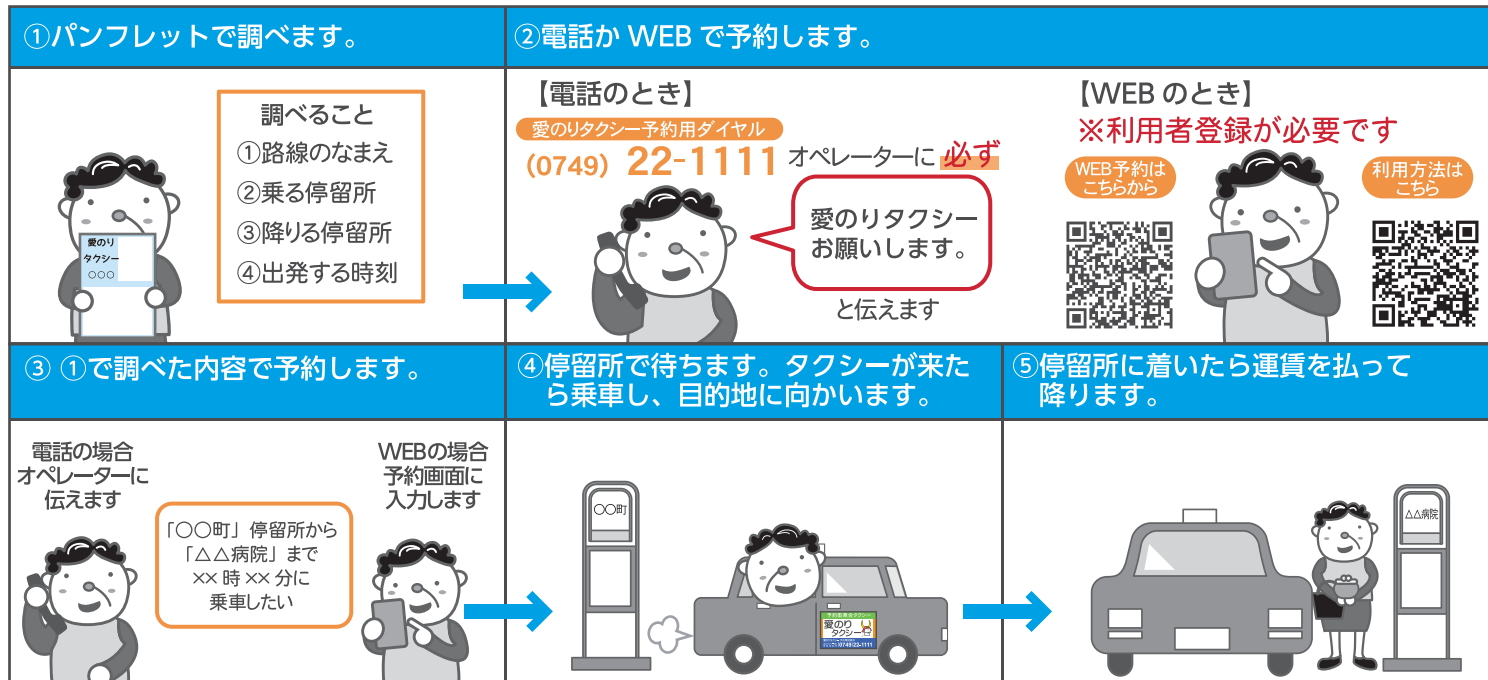 ①パンフレットで調べます。
調べること
①路線のなまえ
②乗る停留所
③降りる停留所
④出発する時刻
愛のり
タクシー
○○○
②電話か WEB で予約します。
【電話のとき】
愛のりタクシー予約用ダイヤル
(0749) 22-1111
オペレーターに 必ず
愛のりタクシー
お願いします。
と伝えます
【WEB のとき】
※利用者登録が必要です
WEB予約は
こちらから
利用方法は
こちら
③ ①で調べた内容で予約します。
電話の場合
オペレーターに
伝えます
「○○町」停留所から
「△△病院」まで
×× 時 ×× 分に
乗車したい
WEBの場合
予約画面に
入力します
④停留所で待ちます。タクシーが来た
ら乗車し、目的地に向かいます。
○○町
愛のり
タクシー
(0749)22-1111
⑤停留所に着いたら運賃を払って
降ります。
△△病院